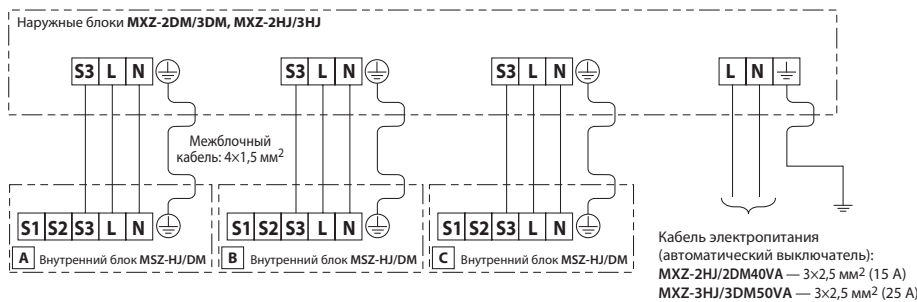 Наружные блоки MXZ-2DM/3DM, MXZ-2HJ/3HJ
S3 L N
S3 L N
S3 L N
L N
Межблочный
кабель: 4×1,5 мм²
S1 S2 S3 L N
S1 S2 S3 L N
S1 S2 S3 L N
A Внутренний блок MSZ-HJ/DM
B Внутренний блок MSZ-HJ/DM
C Внутренний блок MSZ-HJ/DM
Кабель электропитания
(автоматический выключатель):
MXZ-2HJ/2DM40VA — 3×2,5 мм² (15 А)
MXZ-3HJ/3DM50VA — 3×2,5 мм² (25 А)